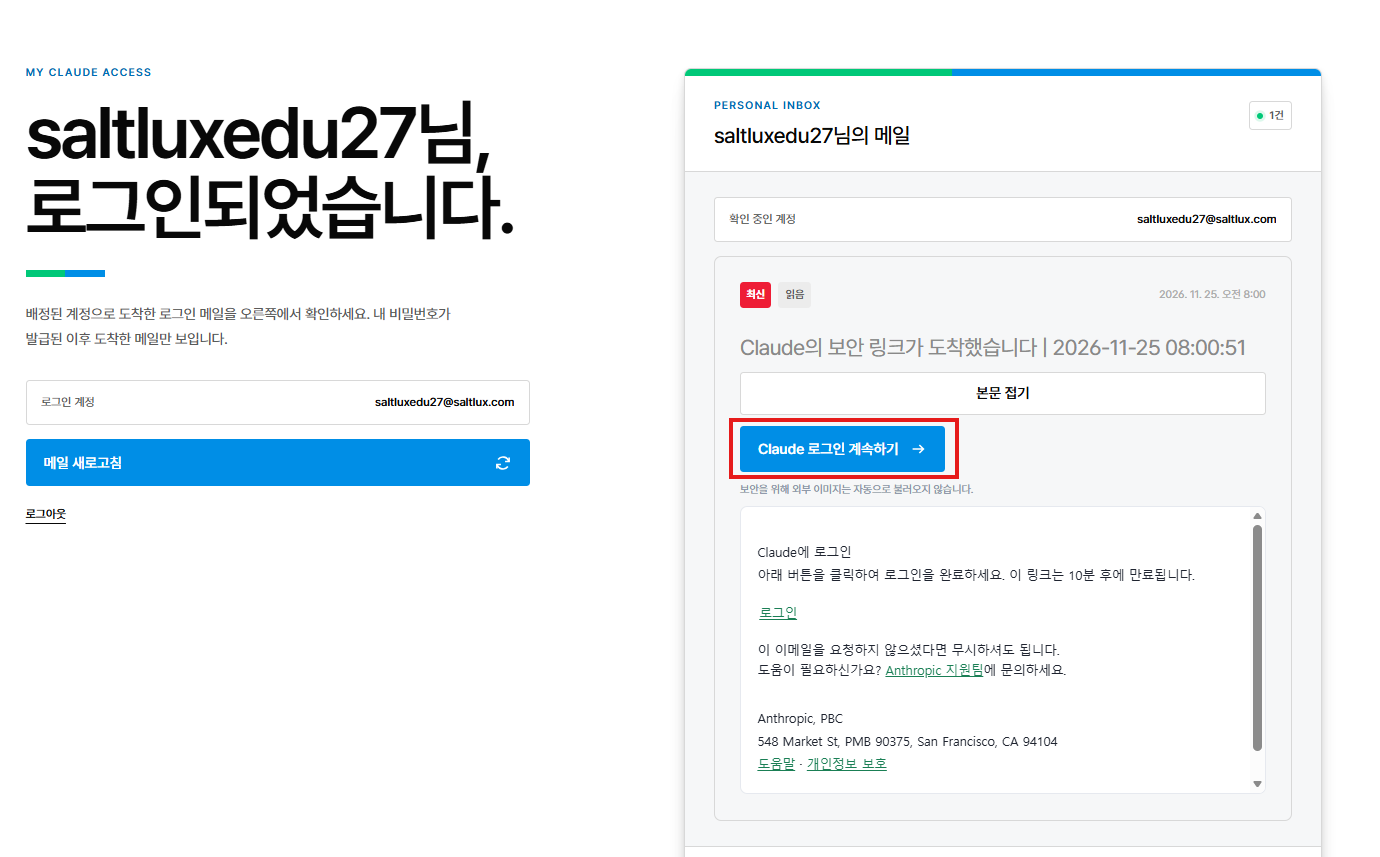 MY CLAUDE ACCESS
saltluxedu27님,
로그인되었습니다.
배정된 계정으로 도착한 로그인 메일을 오른쪽에서 확인하세요. 내 비밀번호가
발급된 이후 도착한 메일만 보입니다.
로그인 계정 saltluxedu27@saltlux.com
메일 새로고침
로그아웃
PERSONAL INBOX
saltluxedu27님의 메일
1건
확인 중인 계정 saltluxedu27@saltlux.com
최신 읽음 2026. 11. 25. 오전 8:00
Claude의 보안 링크가 도착했습니다 | 2026-11-25 08:00:51
본문 접기
Claude 로그인 계속하기 →
보안을 위해 외부 이미지는 자동으로 불러오지 않습니다.
Claude에 로그인
아래 버튼을 클릭하여 로그인을 완료하세요. 이 링크는 10분 후에 만료됩니다.
로그인
이 이메일을 요청하지 않으셨다면 무시하셔도 됩니다.
도움이 필요하신가요? Anthropic 지원팀에 문의하세요.
Anthropic, PBC
548 Market St, PMB 90375, San Francisco, CA 94104
도움말 · 개인정보 보호